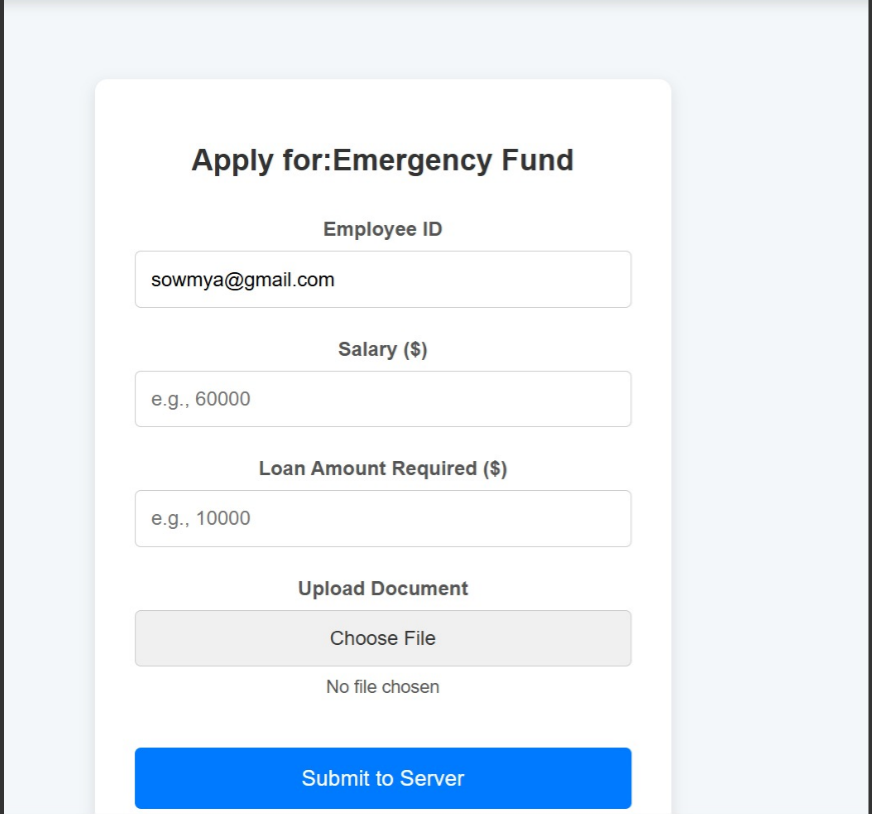 Apply for:Emergency Fund
Employee ID
sowmya@gmail.com
Salary ($)
e.g., 60000
Loan Amount Required ($)
e.g., 10000
Upload Document
Choose File
No file chosen
Submit to Server